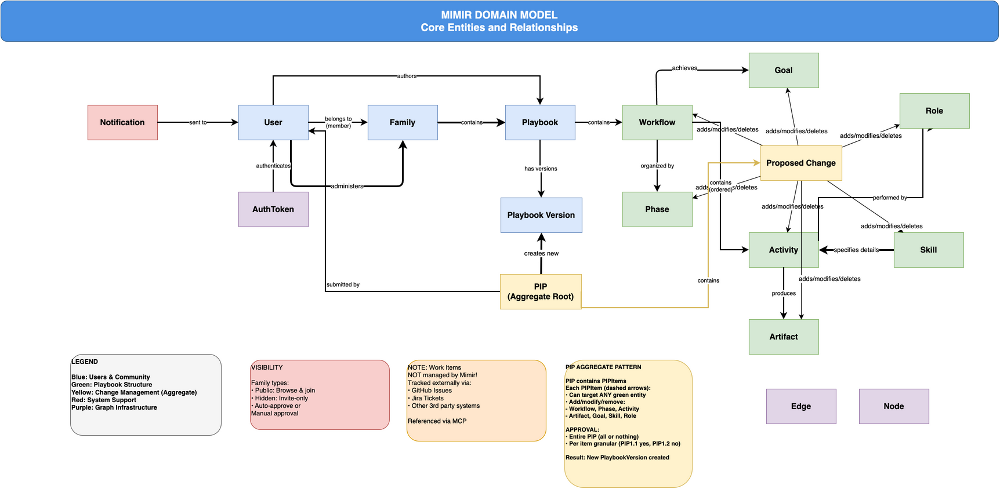 MIMIR DOMAIN MODEL
Core Entities and Relationships
Goal
achieves
authors
Role
Notification
sent to
User
belongs to
(member)
Family
contains
Playbook
contains
Workflow
adds/modifies/deletes
adds/modifies/deletes
adds/modifies/deletes
Proposed Change
authenticates
has versions
organized by
administers
contains
(ordered)
adds/modifies/deletes
performed by
AuthToken
Playbook Version
Phase
adds/modifies/deletes
adds/modifies/deletes
creates new
Activity
specifies details
Skill
submitted by
PIP
(Aggregate Root)
contains
adds/modifies/deletes
produces
Artifact
LEGEND
Blue: Users & Community
Green: Playbook Structure
Yellow: Change Management (Aggregate)
Red: System Support
Purple: Graph Infrastructure
VISIBILITY
Family types:
• Public: Browse & join
• Hidden: Invite-only
• Auto-approve or
Manual approval
NOTE: Work Items
NOT managed by Mimir!
Tracked externally via:
• GitHub Issues
• Jira Tickets
• Other 3rd party systems
Referenced via MCP
PIP AGGREGATE PATTERN
PIP contains PIPItems
Each PIPItem (dashed arrows):
• Can target ANY green entity
• Add/modify/remove:
- Workflow, Phase, Activity
- Artifact, Goal, Skill, Role
APPROVAL:
• Entire PIP (all or nothing)
• Per item granular (PIP1.1 yes, PIP1.2 no)
Result: New PlaybookVersion created
Edge
Node